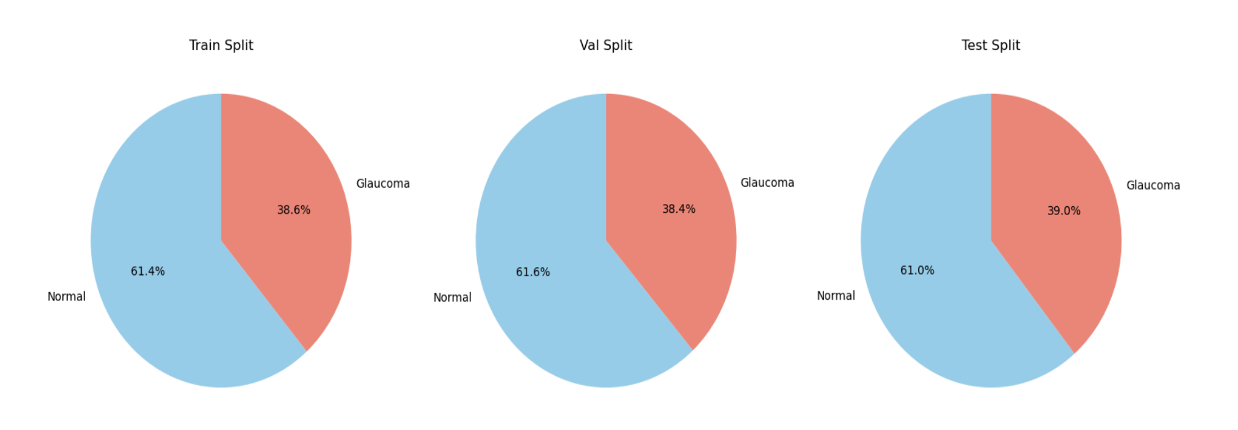 Train Split
Glaucoma
38.6%
61.4%
Normal
Val Split
Glaucoma
38.4%
61.6%
Normal
Test Split
Glaucoma
39.0%
61.0%
Normal